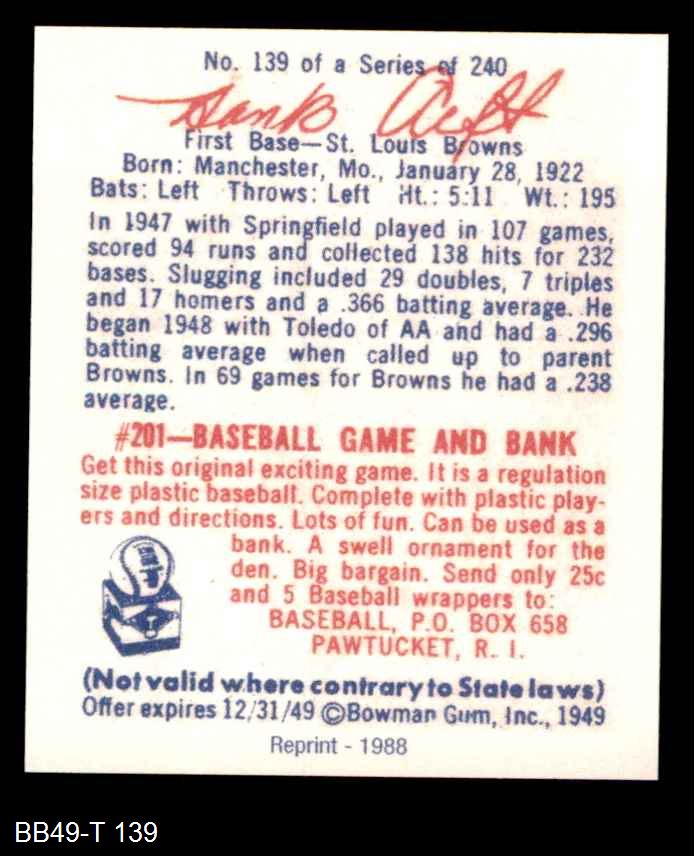 No. 139 of a Series of 240
Hank Arft
First Base—St. Louis Browns
Born: Manchester, Mo., January 28, 1922
Bats: Left Throws: Left Ht.: 5:11 Wt.: 195
In 1947 with Springfield played in 107 games,
scored 94 runs and collected 138 hits for 232
bases. Slugging included 29 doubles, 7 triples
and 17 homers and a .366 batting average. He
began 1948 with Toledo of AA and had a .296
batting average when called up to parent
Browns. In 69 games for Browns he had a .238
average.
#201—BASEBALL GAME AND BANK
Get this original exciting game. It is a regulation
size plastic baseball. Complete with plastic play-
ers and directions. Lots of fun. Can be used as a
bank. A swell ornament for the
den. Big bargain. Send only 25c
and 5 Baseball wrappers to:
BASEBALL, P.O. BOX 658
PAWTUCKET, R. I.
(Not valid where contrary to State laws)
Offer expires 12/31/49 ©Bowman Gum, Inc., 1949
Reprint - 1988
BB49-T 139